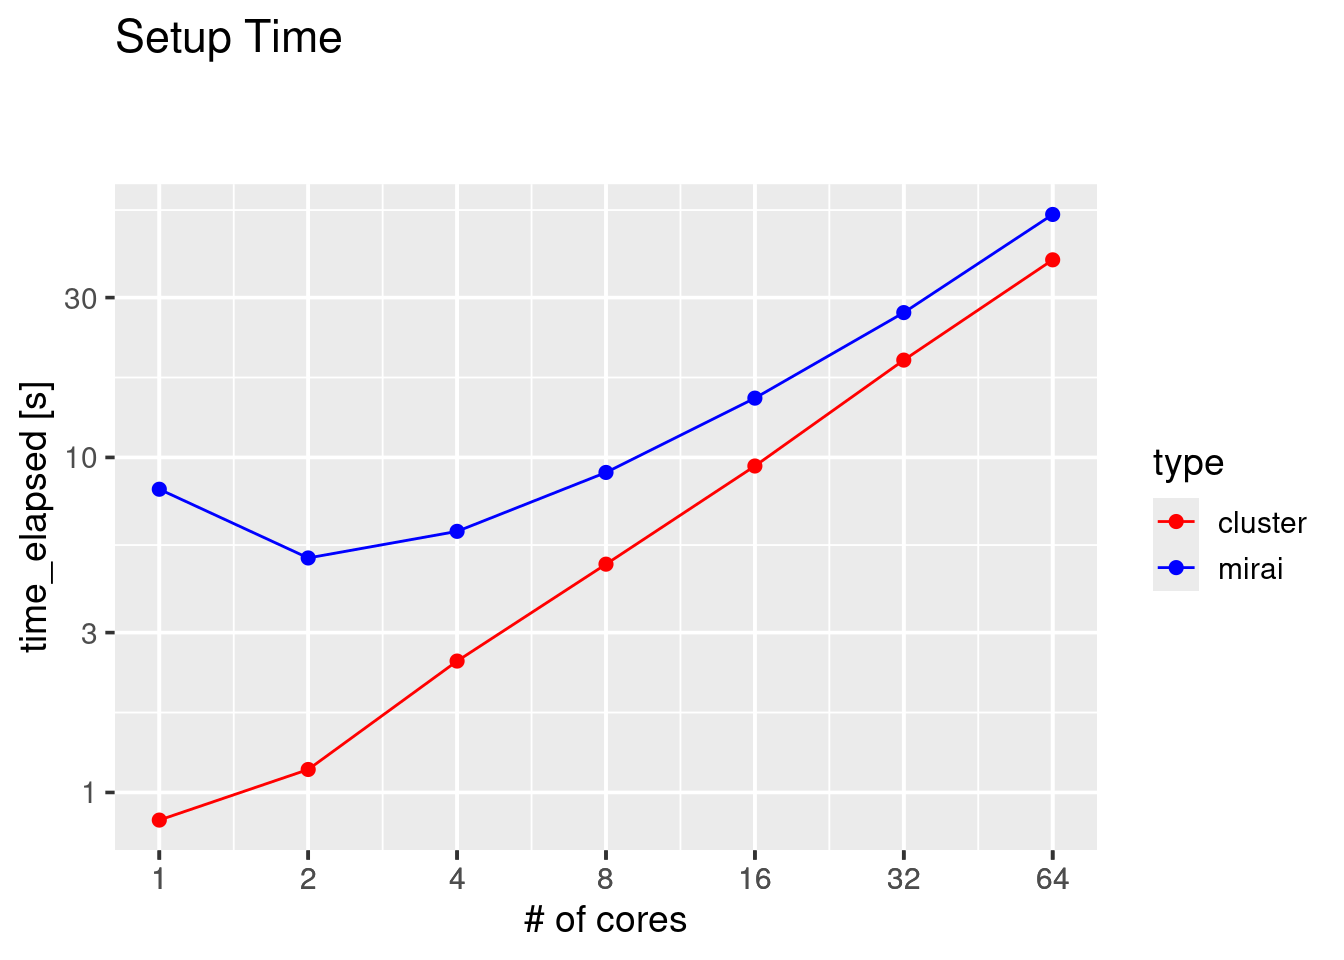 Setup Time
30
10
3
1
time_elapsed [s]
1 2 4 8 16 32 64
# of cores
type
cluster
mirai